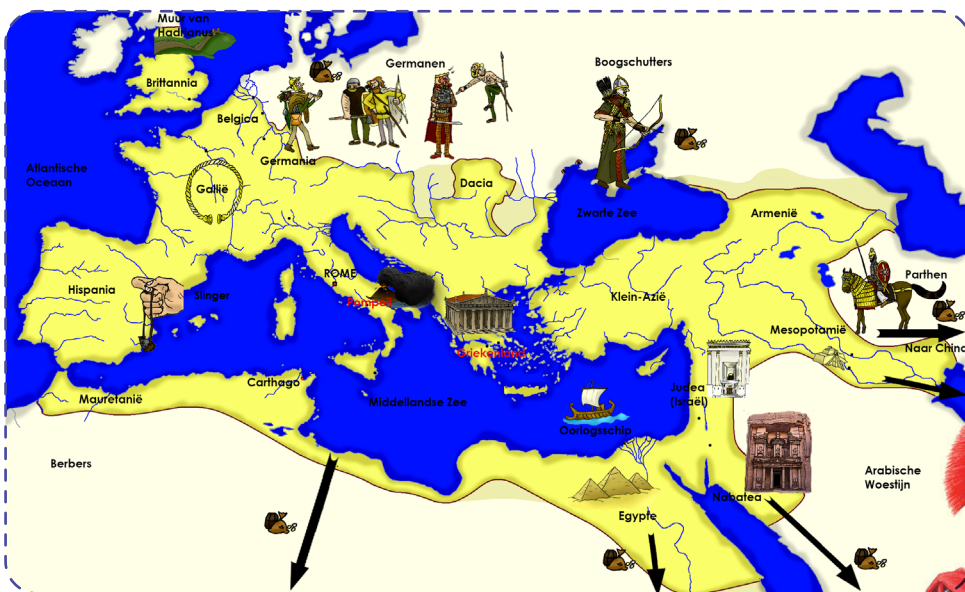 Muur van
Hadrianus
Brittannia
Germanen
Boogschutters
Belgica
Atlantische
Oceaan
Germania
Gallië
Dacia
Zwarte Zee
Armenië
ROME
Parthen
Hispania
Slinger
Pompeï
Klein-Azië
Mesopotamië
Naar China
Griekenland
Carthago
Mauretanië
Middellandse Zee
Judea
(Israël)
Oorlogsschip
Berbers
Arabische
Woestijn
Nabatea
Egypte